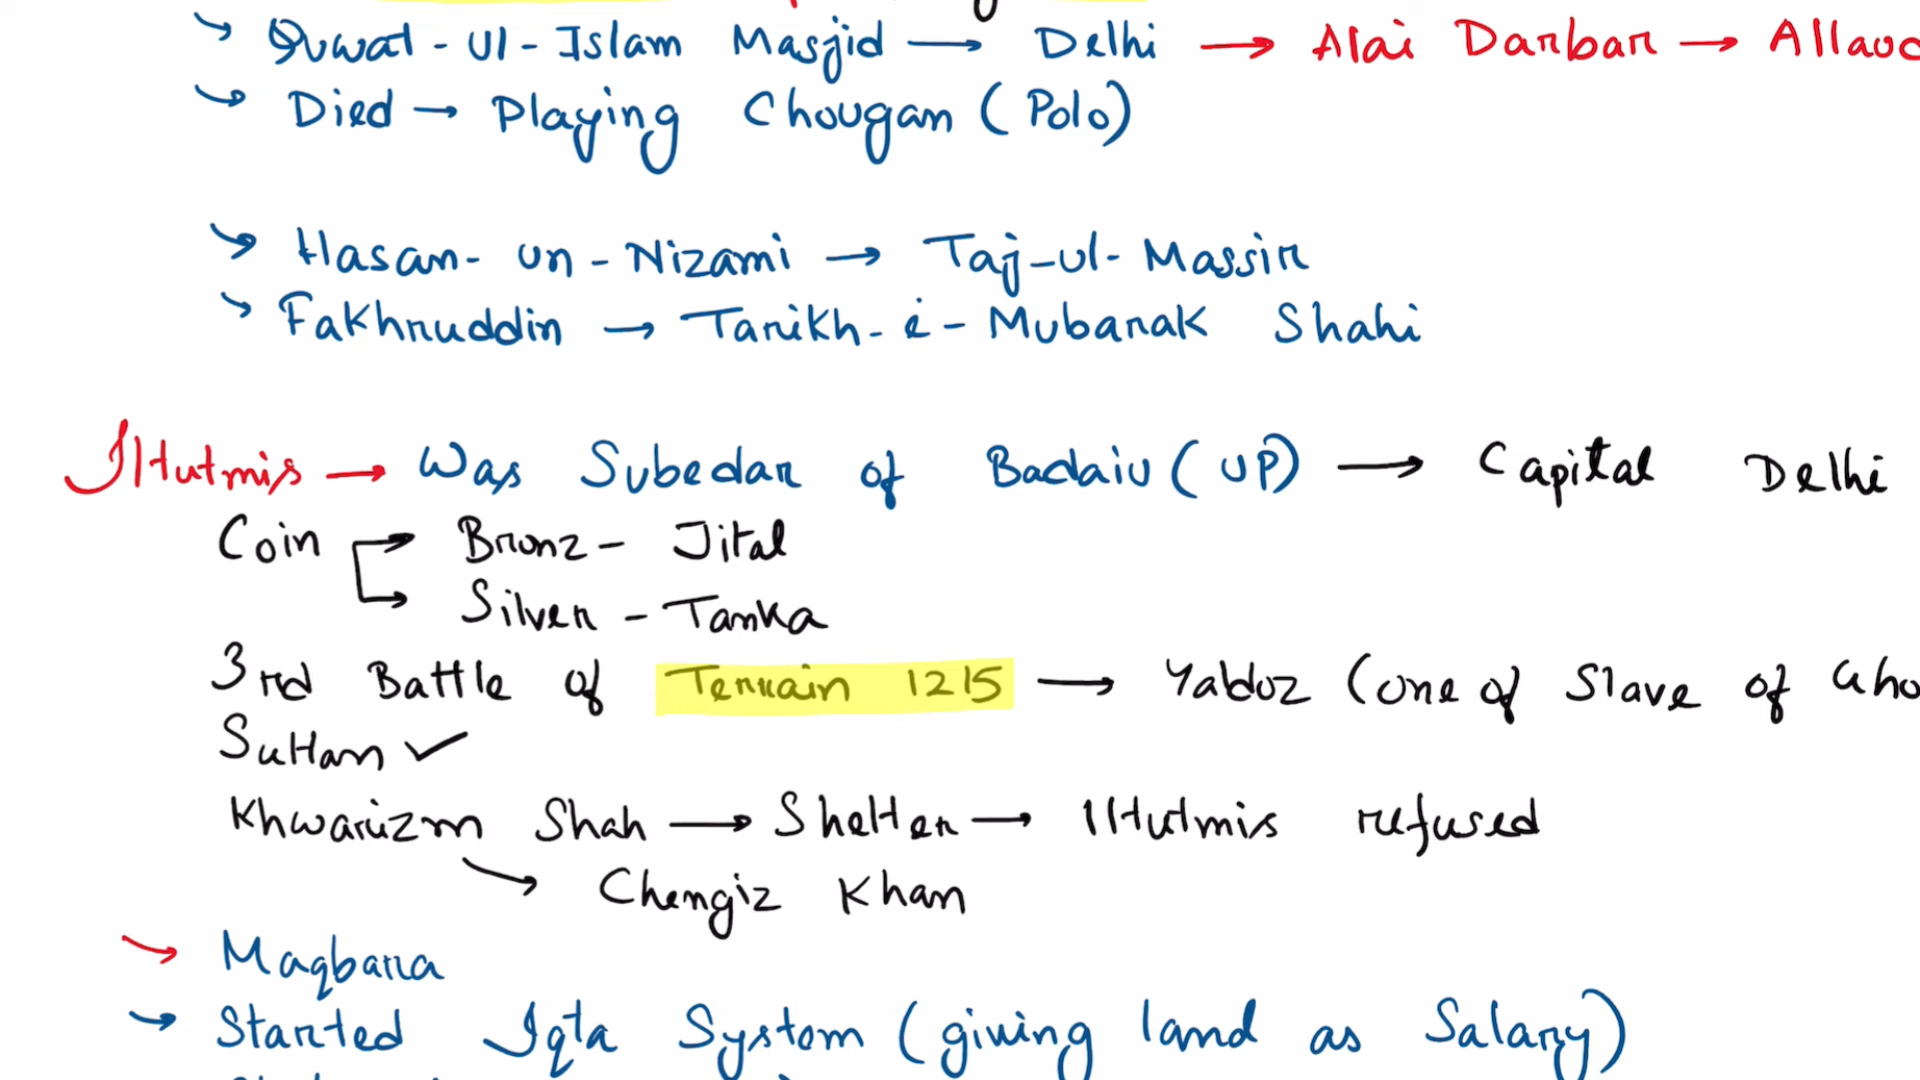 Quwat-ul-Islam Masjid → Delhi → Alai Darbar → Allaud
Died → Playing Chougan (Polo)
Hasan-un-Nizami → Taj-ul-Massir
Fakhruddin → Tarikh-e-Mubarak Shahi
Iltutmis → Was Subedar of Badaiu (UP) → Capital Delhi
Coin → Bronz - Jital
→ Silver - Tanka
3rd Battle of Terrain 1215 → Yaldoz (one of Slave of Gho
Sultan ✓
Khwarizm Shah → Shelter → Iltutmis refused
→ Chengiz Khan
Maqbara
Started Iqta System (giving land as Salary)